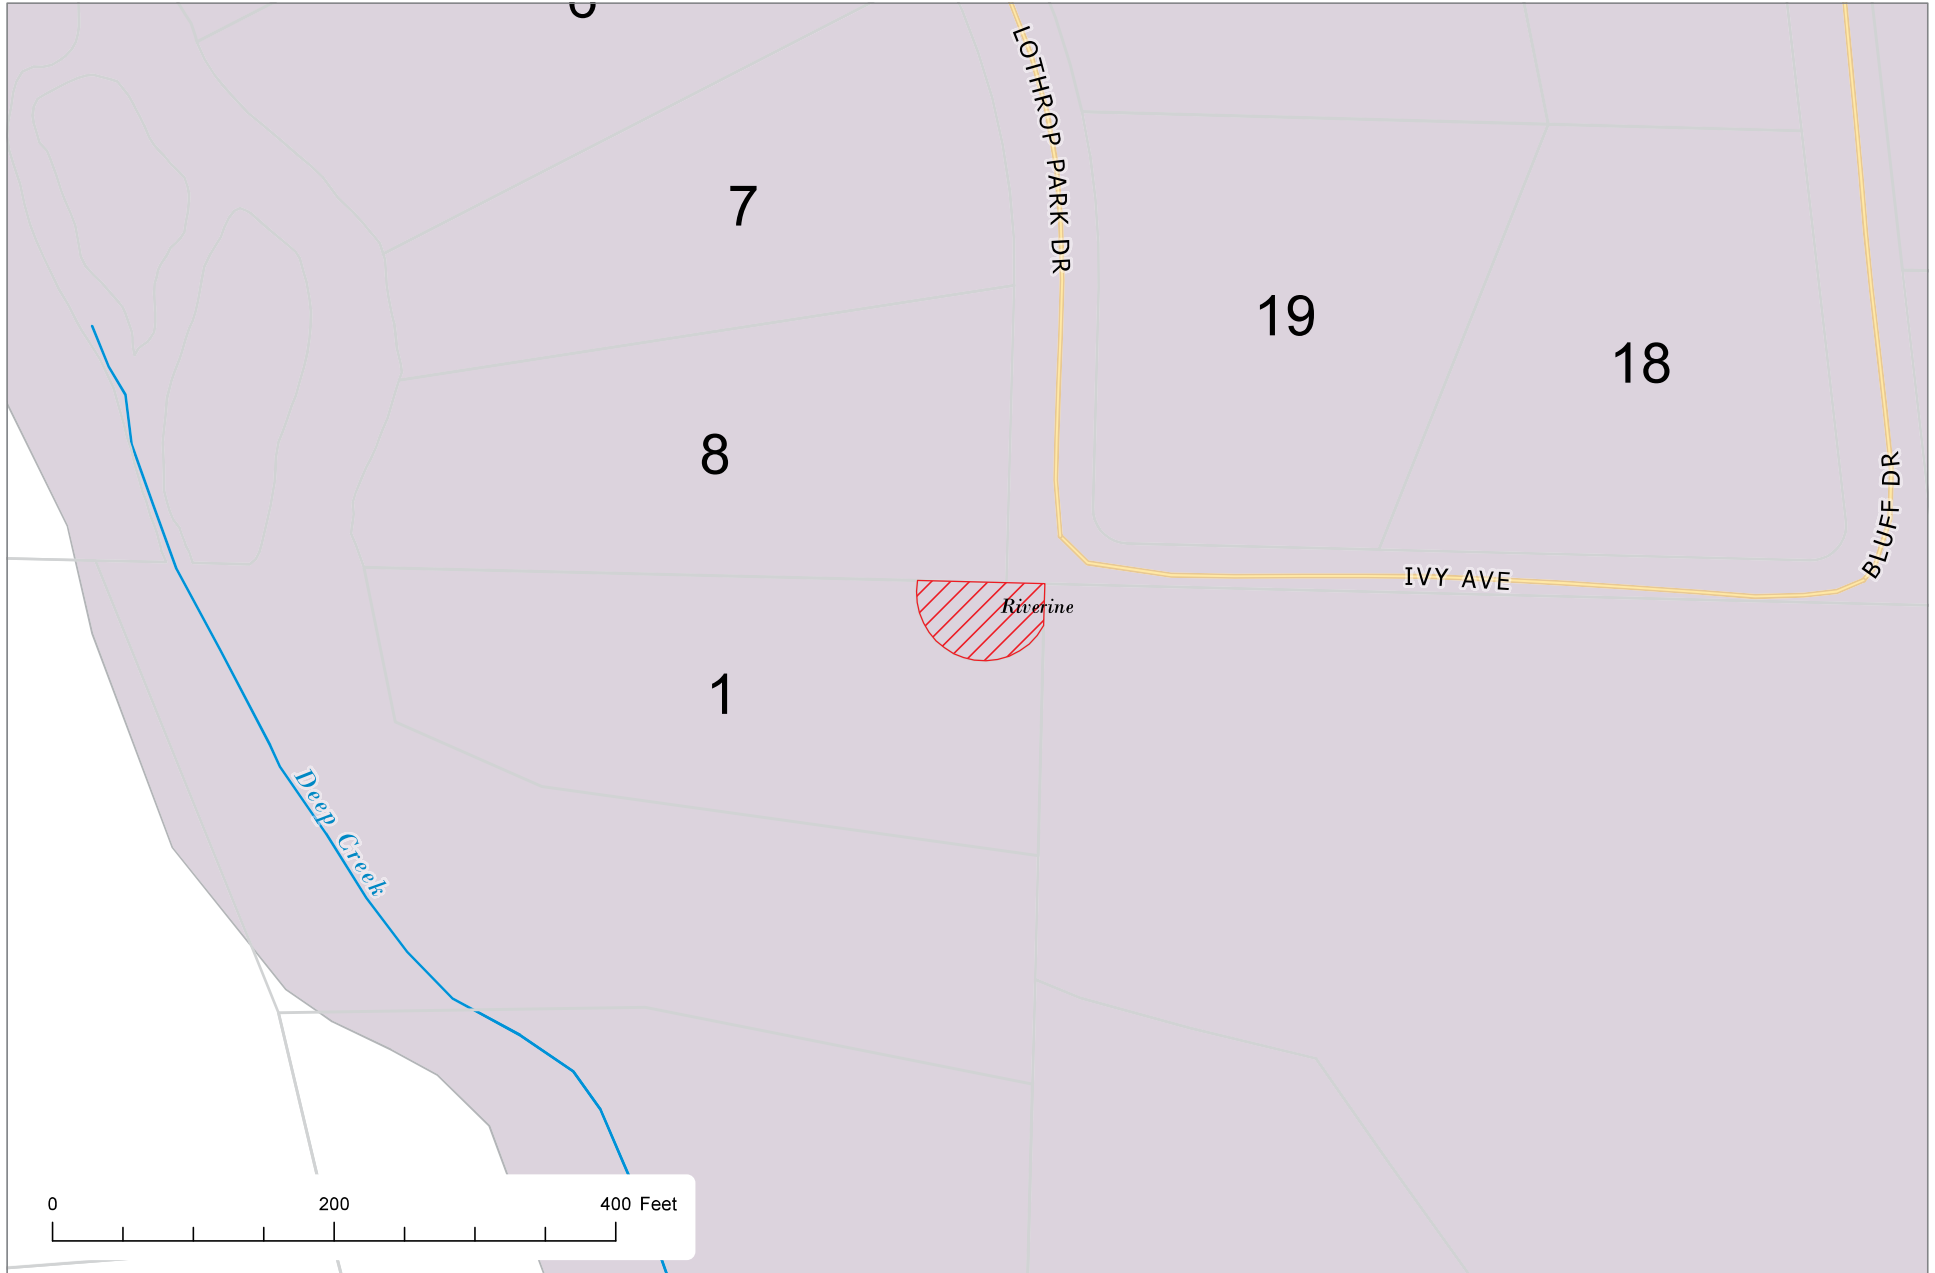 LOTHROP PARK DR
7
19
18
8
BLUFF DR
IVY AVE
Riverine
1
Deep Creek
0 200 400 Feet